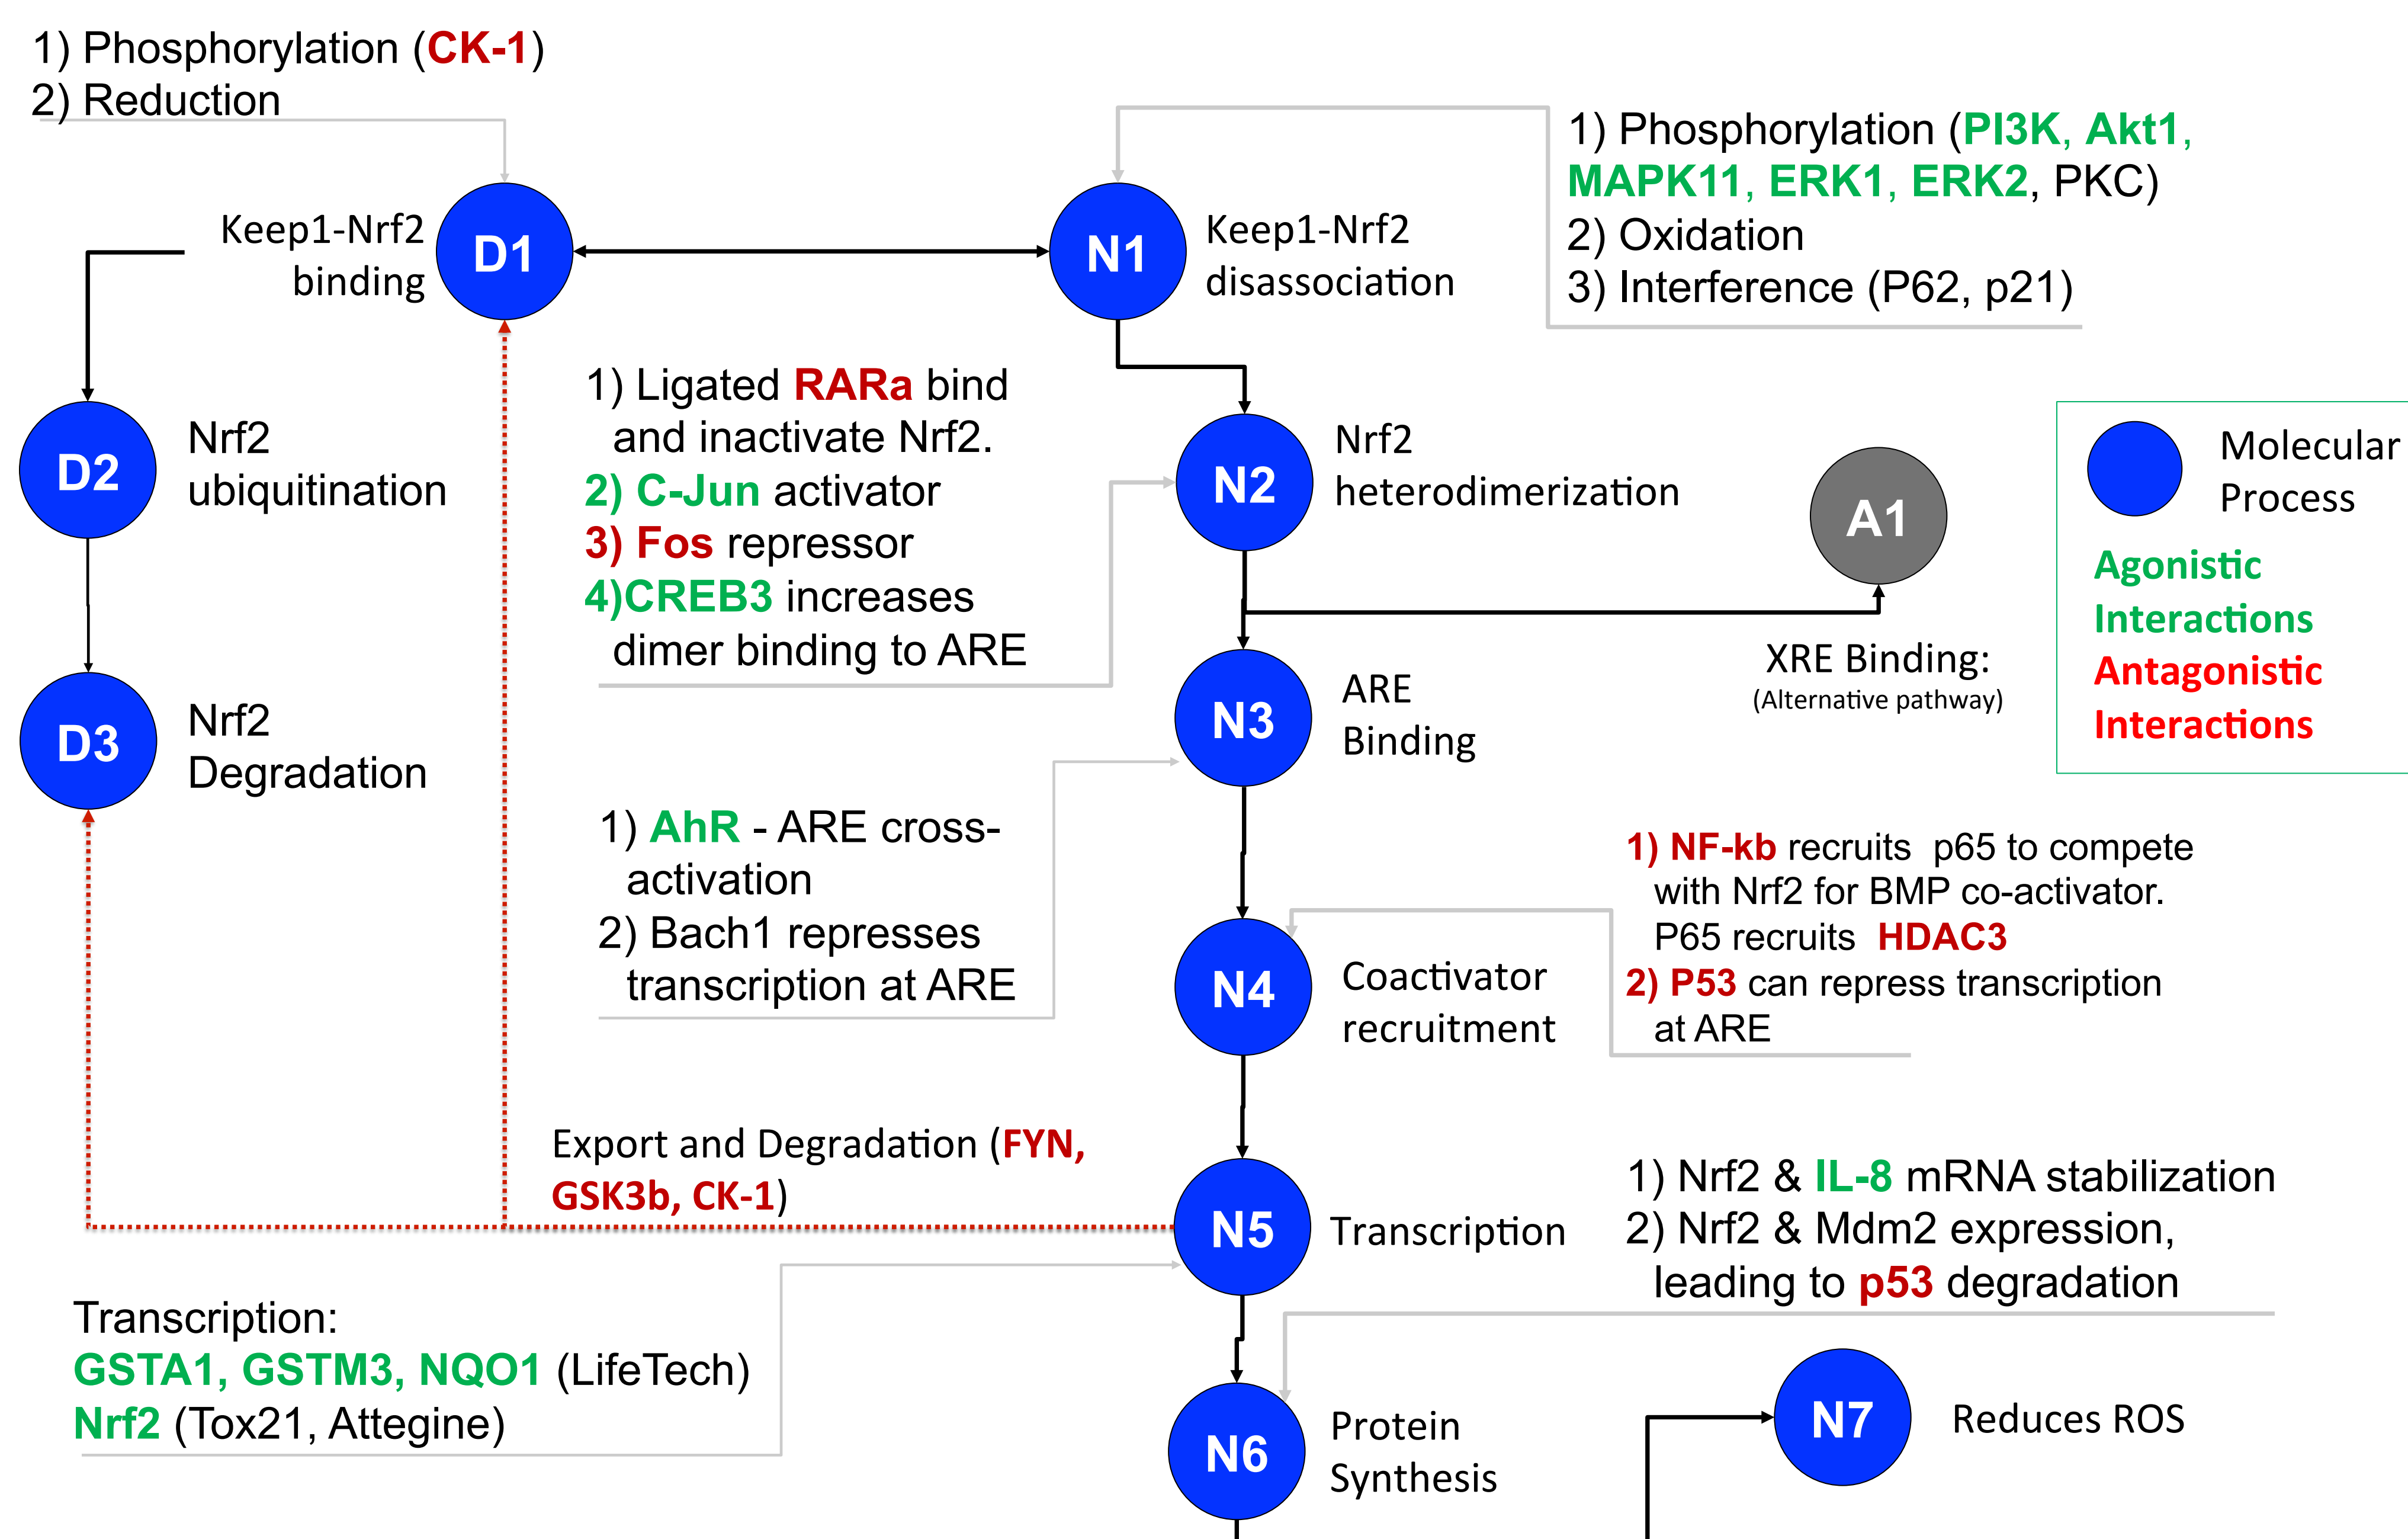 1) Phosphorylation (CK-1)
2) Reduction
1) Phosphorylation (PI3K, Akt1,
MAPK11, ERK1, ERK2, PKC)
2) Oxidation
3) Interference (P62, p21)
Keep1-Nrf2
binding
D1
N1
Keep1-Nrf2
disassociation
1) Ligated RARa bind
and inactivate Nrf2.
2) C-Jun activator
3) Fos repressor
4)CREB3 increases
dimer binding to ARE
D2
Nrf2
ubiquitination
N2
Nrf2
heterodimerization
A1
XRE Binding:
(Alternative pathway)
Molecular
Process
Agonistic
Interactions
Antagonistic
Interactions
D3
Nrf2
Degradation
N3
ARE
Binding
1) AhR - ARE cross-
activation
2) Bach1 represses
transcription at ARE
1) NF-kb recruits p65 to compete
with Nrf2 for BMP co-activator.
P65 recruits HDAC3
2) P53 can repress transcription
at ARE
N4
Coactivator
recruitment
Export and Degradation (FYN,
GSK3b, CK-1)
N5
Transcription
1) Nrf2 & IL-8 mRNA stabilization
2) Nrf2 & Mdm2 expression,
leading to p53 degradation
Transcription:
GSTA1, GSTM3, NQO1 (LifeTech)
Nrf2 (Tox21, Attegine)
N6
Protein
Synthesis
N7
Reduces ROS